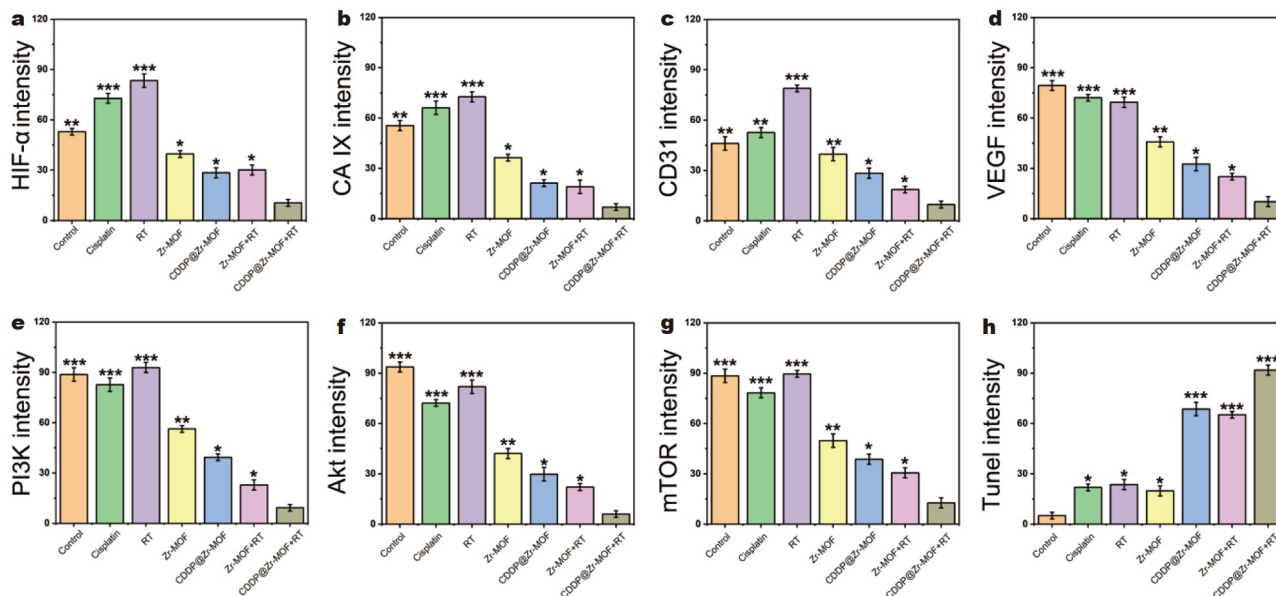 a
120
90
60
30
0
HIF-α intensity
**
***
***
*
*
*
Control
Cisplatin
RT
Zr-MOF
CDDP@Zr-MOF
Zr-MOF+RT
CDDP@Zr-MOF+RT
b
120
90
60
30
0
CA IX intensity
**
***
***
*
*
*
Control
Cisplatin
RT
Zr-MOF
CDDP@Zr-MOF
Zr-MOF+RT
CDDP@Zr-MOF+RT
c
120
90
60
30
0
CD31 intensity
**
**
***
**
*
*
Control
Cisplatin
RT
Zr-MOF
CDDP@Zr-MOF
Zr-MOF+RT
CDDP@Zr-MOF+RT
d
120
90
60
30
0
VEGF intensity
***
***
***
**
*
*
Control
Cisplatin
RT
Zr-MOF
CDDP@Zr-MOF
Zr-MOF+RT
CDDP@Zr-MOF+RT
e
120
90
60
30
0
PI3K intensity
***
***
***
**
*
*
Control
Cisplatin
RT
Zr-MOF
CDDP@Zr-MOF
Zr-MOF+RT
CDDP@Zr-MOF+RT
f
120
90
60
30
0
Akt intensity
***
***
***
**
*
*
Control
Cisplatin
RT
Zr-MOF
CDDP@Zr-MOF
Zr-MOF+RT
CDDP@Zr-MOF+RT
g
120
90
60
30
0
mTOR intensity
***
***
***
**
*
*
Control
Cisplatin
RT
Zr-MOF
CDDP@Zr-MOF
Zr-MOF+RT
CDDP@Zr-MOF+RT
h
120
90
60
30
0
Tunel intensity
*
*
*
***
***
***
Control
Cisplatin
RT
Zr-MOF
CDDP@Zr-MOF
Zr-MOF+RT
CDDP@Zr-MOF+RT